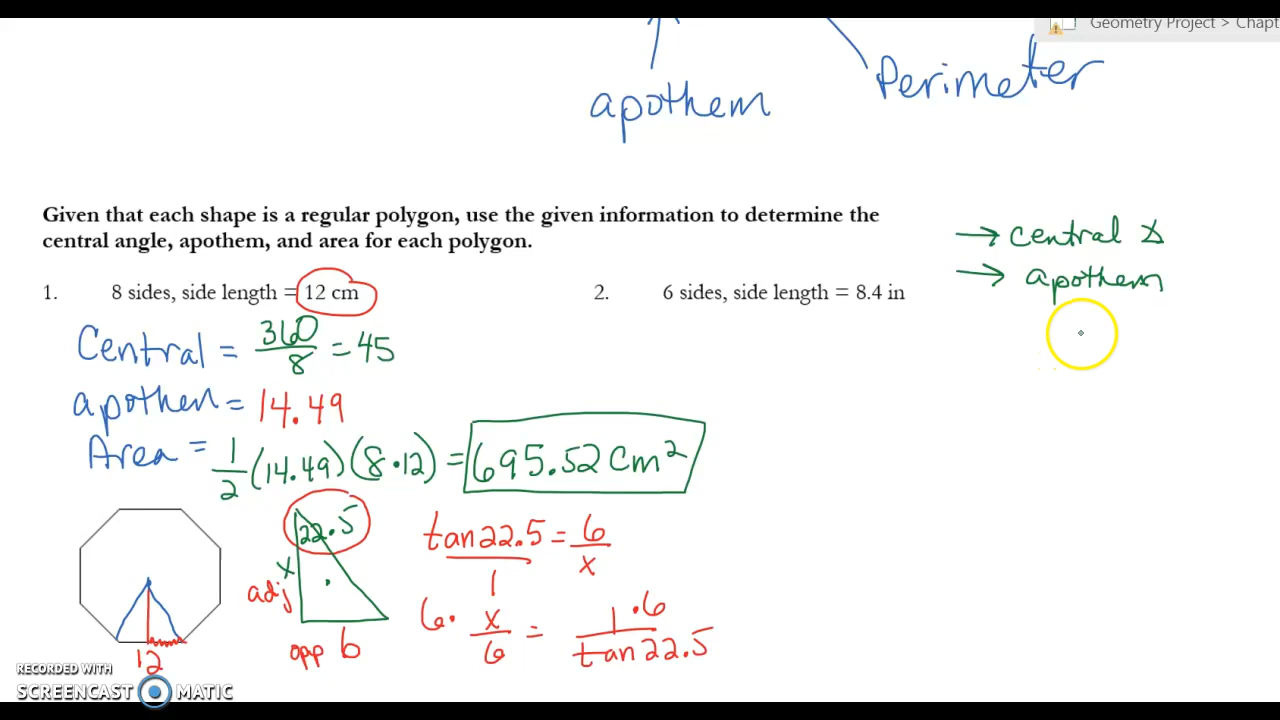 Geometry Project > Chapt
apothem
Perimeter
Given that each shape is a regular polygon, use the given information to determine the
central angle, apothem, and area for each polygon.
→ central ∡
→ apothem
1. 8 sides, side length = 12 cm
2. 6 sides, side length = 8.4 in
Central = 360/8 = 45
apothem = 14.49
Area = 1/2 (14.49)(8·12) = 695.52 cm²
22.5
x
adj
opp 6
12
tan 22.5/1 = 6/x
6· x/6 = 1·6/tan 22.5
RECORDED WITH
SCREENCAST MATIC